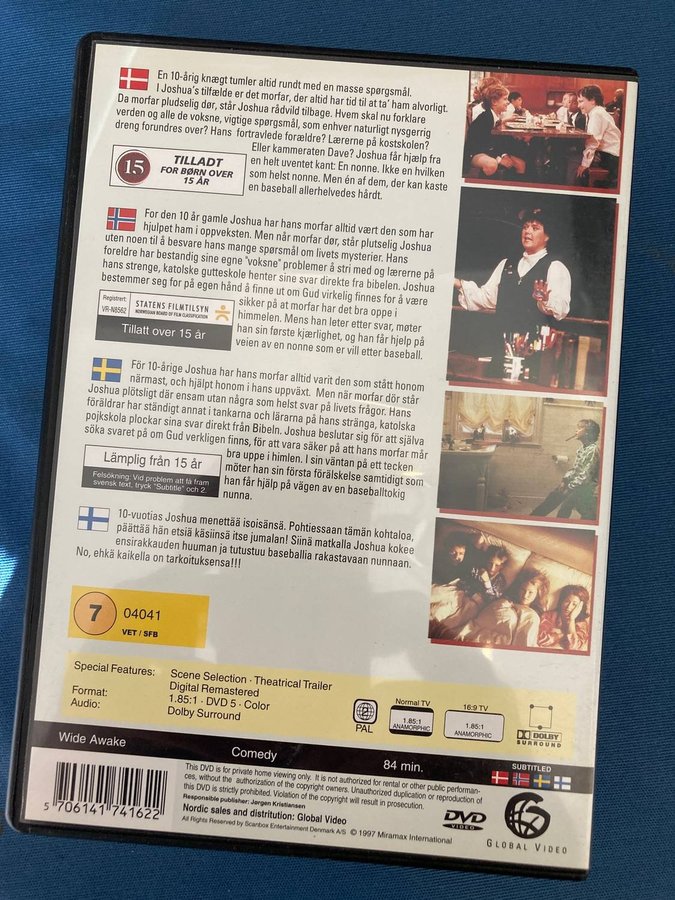 En 10-årig knægt tumler altid rundt med en masse spørgsmål.
I Joshua's tilfælde er det morfar, der altid har tid til at ta' ham alvorligt.
Da morfar pludselig dør, står Joshua rådvild tilbage. Hvem skal nu forklare
verden og alle de voksne, vigtige spørgsmål, som enhver naturligt nysgerrig
dreng forundres over? Hans fortravlede forældre? Lærerne på kostskolen?
Eller kammeraten Dave? Joshua får hjælp fra
en helt uventet kant: En nonne. Ikke en hvilken
som helst nonne. Men én af dem, der kan kaste
en baseball allerhelvedes hårdt.
15
TILLADT
FOR BØRN OVER
15 ÅR
For den 10 år gamle Joshua har hans morfar alltid vært den som har
hjulpet ham i oppveksten. Men når morfar dør, står plutselig Joshua
uten noen til å besvare hans mange spørsmål om livets mysterier. Hans
foreldre har bestandig sine egne "voksne" problemer å stri med og lærerne på
hans strenge, katolske gutteskole henter sine svar direkte fra bibelen. Joshua
bestemmer seg for på egen hånd å finne ut om Gud virkelig finnes for å være
sikker på at morfar har det bra oppe i
himmelen. Mens han leter etter svar, møter
han sin første kjærlighet, og han får hjelp på
veien av en nonne som er vill etter baseball.
Registrert:
VR-N8562
STATENS FILMTILSYN
NORWEGIAN BOARD OF FILM CLASSIFICATION
Tillatt over 15 år
För 10-årige Joshua har hans morfar alltid varit den som stått honom
närmast, och hjälpt honom i hans uppväxt. Men när morfar dör står
Joshua plötsligt där ensam utan några som helst svar på livets frågor. Hans
föräldrar har ständigt annat i tankarna och lärarna på hans stränga, katolska
pojkskola plockar sina svar direkt från Bibeln. Joshua beslutar sig för att själva
söka svaret på om Gud verkligen finns, för att vara säker på att hans morfar mår
bra uppe i himlen. I sin väntan på ett tecken
möter han sin första förälskelse samtidigt som
han får hjälp på vägen av en baseballtokig
nunna.
Lämplig från 15 år
Felsökning: Vid problem att få fram
svensk text, tryck "Subtitle" och 2.
10-vuotias Joshua menettää isoisänsä. Pohtiessaan tämän kohtaloa,
päättää hän etsiä käsiinsä itse jumalan! Siinä matkalla Joshua kokee
ensirakkauden huuman ja tutustuu baseballia rakastavaan nunnaan.
No, ehkä kaikella on tarkoituksensa!!!
7
04041
VET / SFB
Special Features: Scene Selection · Theatrical Trailer
Digital Remastered
Format: 1.85:1 · DVD 5 · Color
Audio: Dolby Surround
PAL
Normal TV
1.85:1
ANAMORPHIC
16:9 TV
1.85:1
ANAMORPHIC
DOLBY
SURROUND
Wide Awake
Comedy
84 min.
SUBTITLED
5 706141 741622
This DVD is for private home viewing only. It is not authorized for rental or other public performan-
ces, without the authorization of the copyright owners. Unauthorized duplication or reproduction of
this DVD is strictly prohibited. Violation of the copyright will result in prosecution.
Responsible publisher: Jørgen Kristiansen
Nordic sales and distribution: Global Video
All Rights Reserved by Scanbox Entertainment Denmark A/S © 1997 Miramax International
DVD
VIDEO
GLOBAL VIDEO